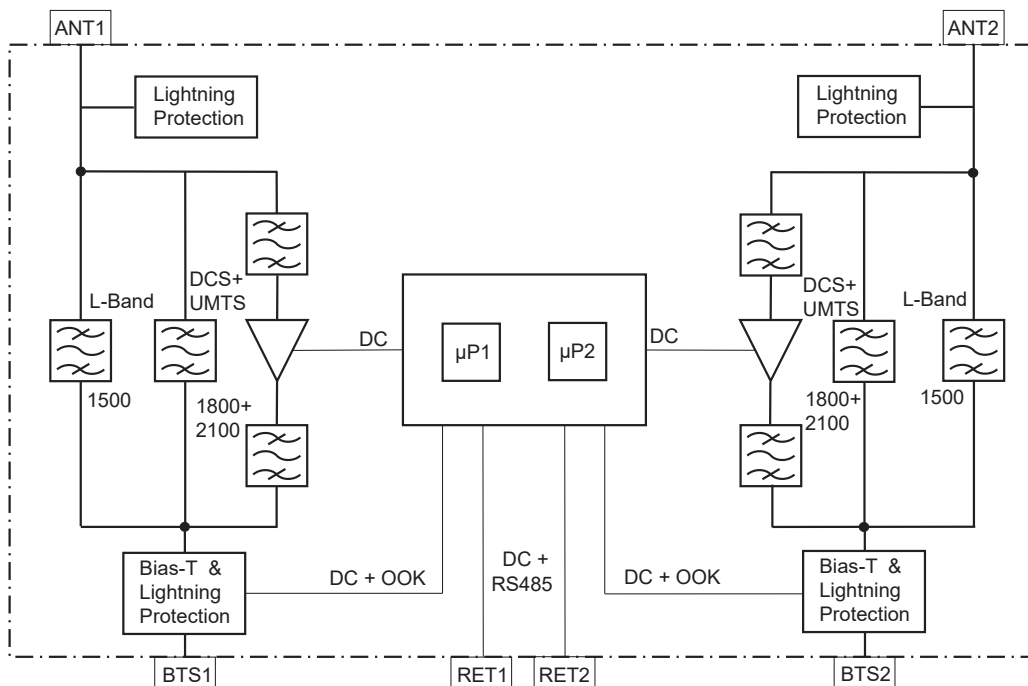 ANT1
ANT2
Lightning
Protection
Lightning
Protection
DCS+
UMTS
L-Band
1500
1800+
2100
DC
µP1
µP2
DC
DCS+
UMTS
L-Band
1800+
2100
1500
Bias-T &
Lightning
Protection
DC + OOK
DC +
RS485
DC + OOK
Bias-T &
Lightning
Protection
BTS1
RET1
RET2
BTS2